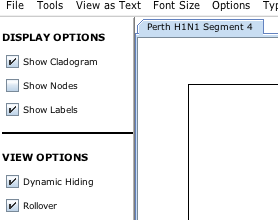 File Tools View as Text Font Size Options
Perth H1N1 Segment 4
DISPLAY OPTIONS
Show Cladogram
Show Nodes
Show Labels
VIEW OPTIONS
Dynamic Hiding
Rollover